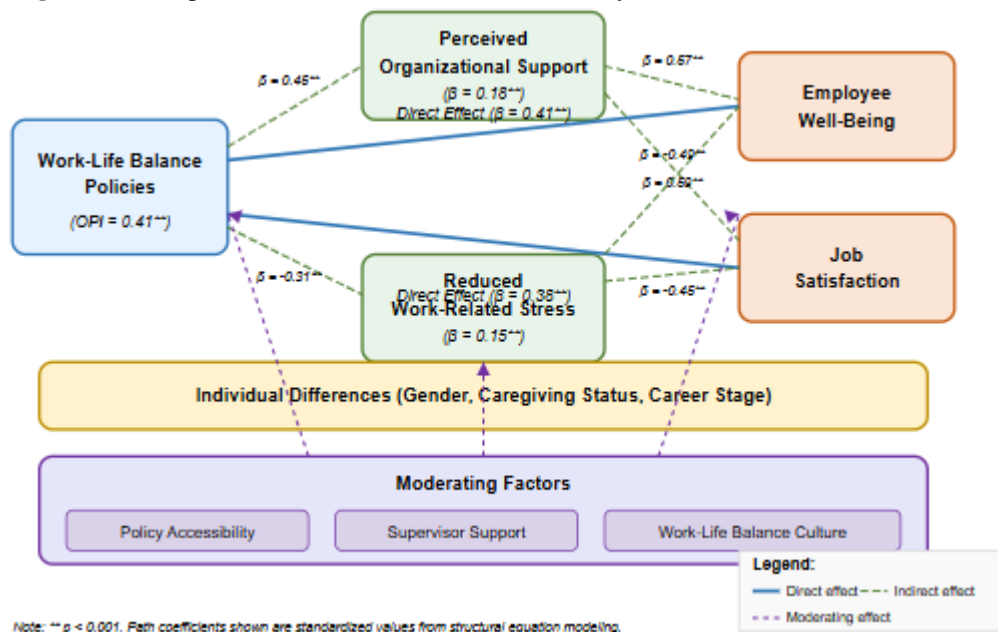 Perceived
Organizational Support
(β = 0.18**)
Direct Effect (β = 0.41**)
β = 0.45**
β = 0.57**
Employee
Well-Being
Work-Life Balance
Policies
(OPI = 0.41**)
β = -0.49**
Job
Satisfaction
β = -0.31**
Reduced
Direct Effect (β = 0.38**)
Work-Related Stress
(β = 0.15**)
β = -0.45**
Individual Differences (Gender, Caregiving Status, Career Stage)
Moderating Factors
Policy Accessibility
Supervisor Support
Work-Life Balance Culture
Legend:
Direct effect
Indirect effect
Moderating effect
Note: ** p < 0.001. Path coefficients shown are standardized values from structural equation modeling.